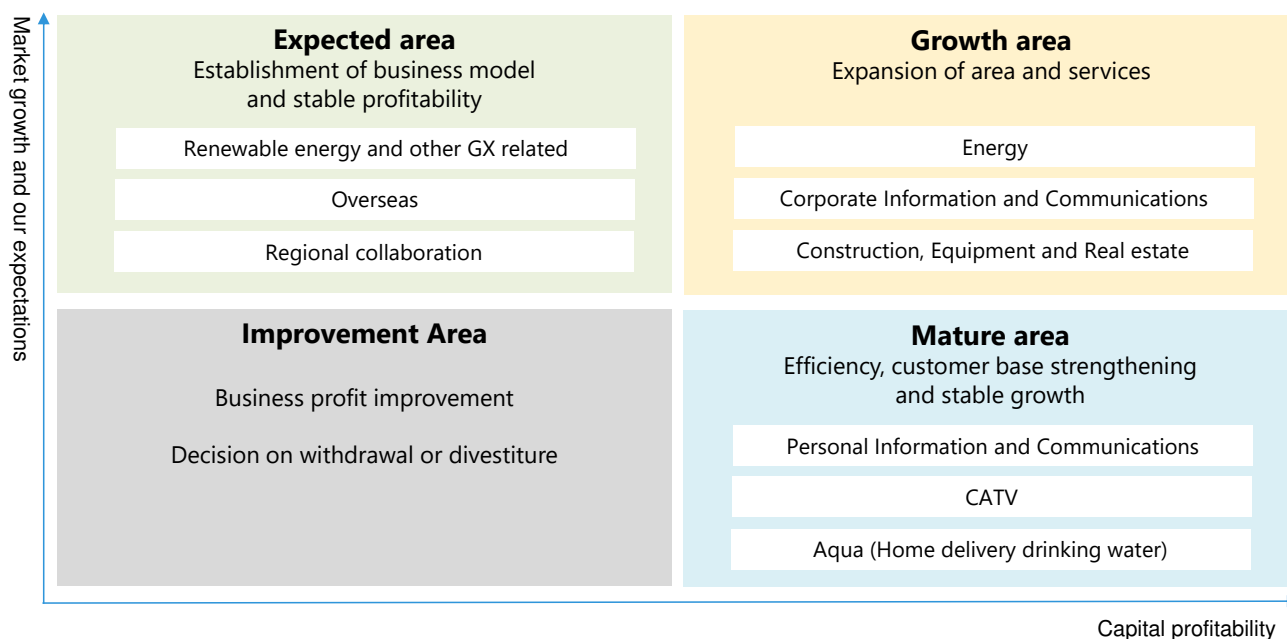 Market growth and our expectations
Expected area
Establishment of business model
and stable profitability
Renewable energy and other GX related
Overseas
Regional collaboration
Growth area
Expansion of area and services
Energy
Corporate Information and Communications
Construction, Equipment and Real estate
Improvement Area
Business profit improvement
Decision on withdrawal or divestiture
Mature area
Efficiency, customer base strengthening
and stable growth
Personal Information and Communications
CATV
Aqua (Home delivery drinking water)
Capital profitability